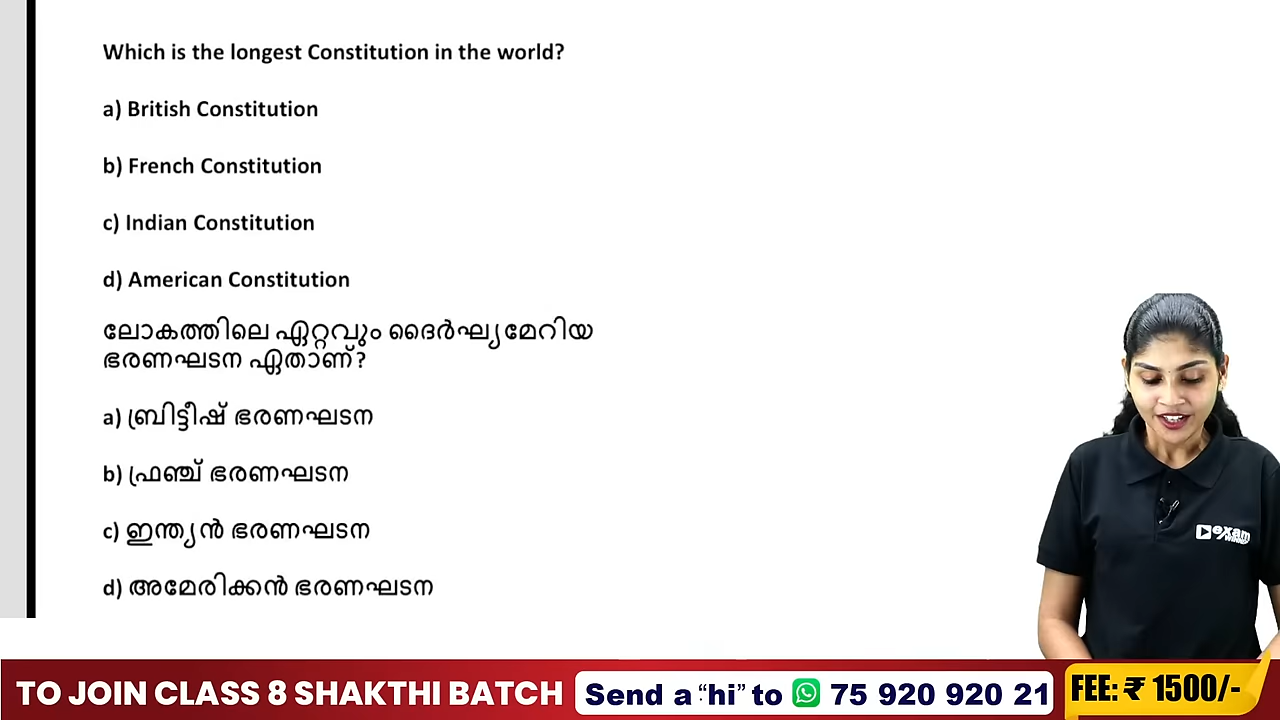 Which is the longest Constitution in the world?
a) British Constitution
b) French Constitution
c) Indian Constitution
d) American Constitution
ലോകത്തിലെ ഏറ്റവും ദൈർഘ്യമേറിയ
ഭരണഘടന ഏതാണ്?
a) ബ്രിട്ടീഷ് ഭരണഘടന
b) ഫ്രഞ്ച് ഭരണഘടന
c) ഇന്ത്യൻ ഭരണഘടന
d) അമേരിക്കൻ ഭരണഘടന
exam
WINNER
TO JOIN CLASS 8 SHAKTHI BATCH Send a “hi” to 75 920 920 21 FEE: ₹ 1500/-